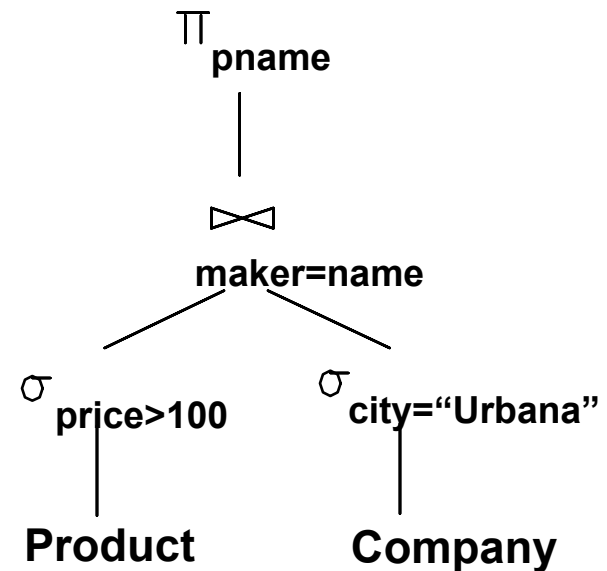 π
pname
⋈
maker=name
σ price>100
σ city=“Urbana”
Product
Company